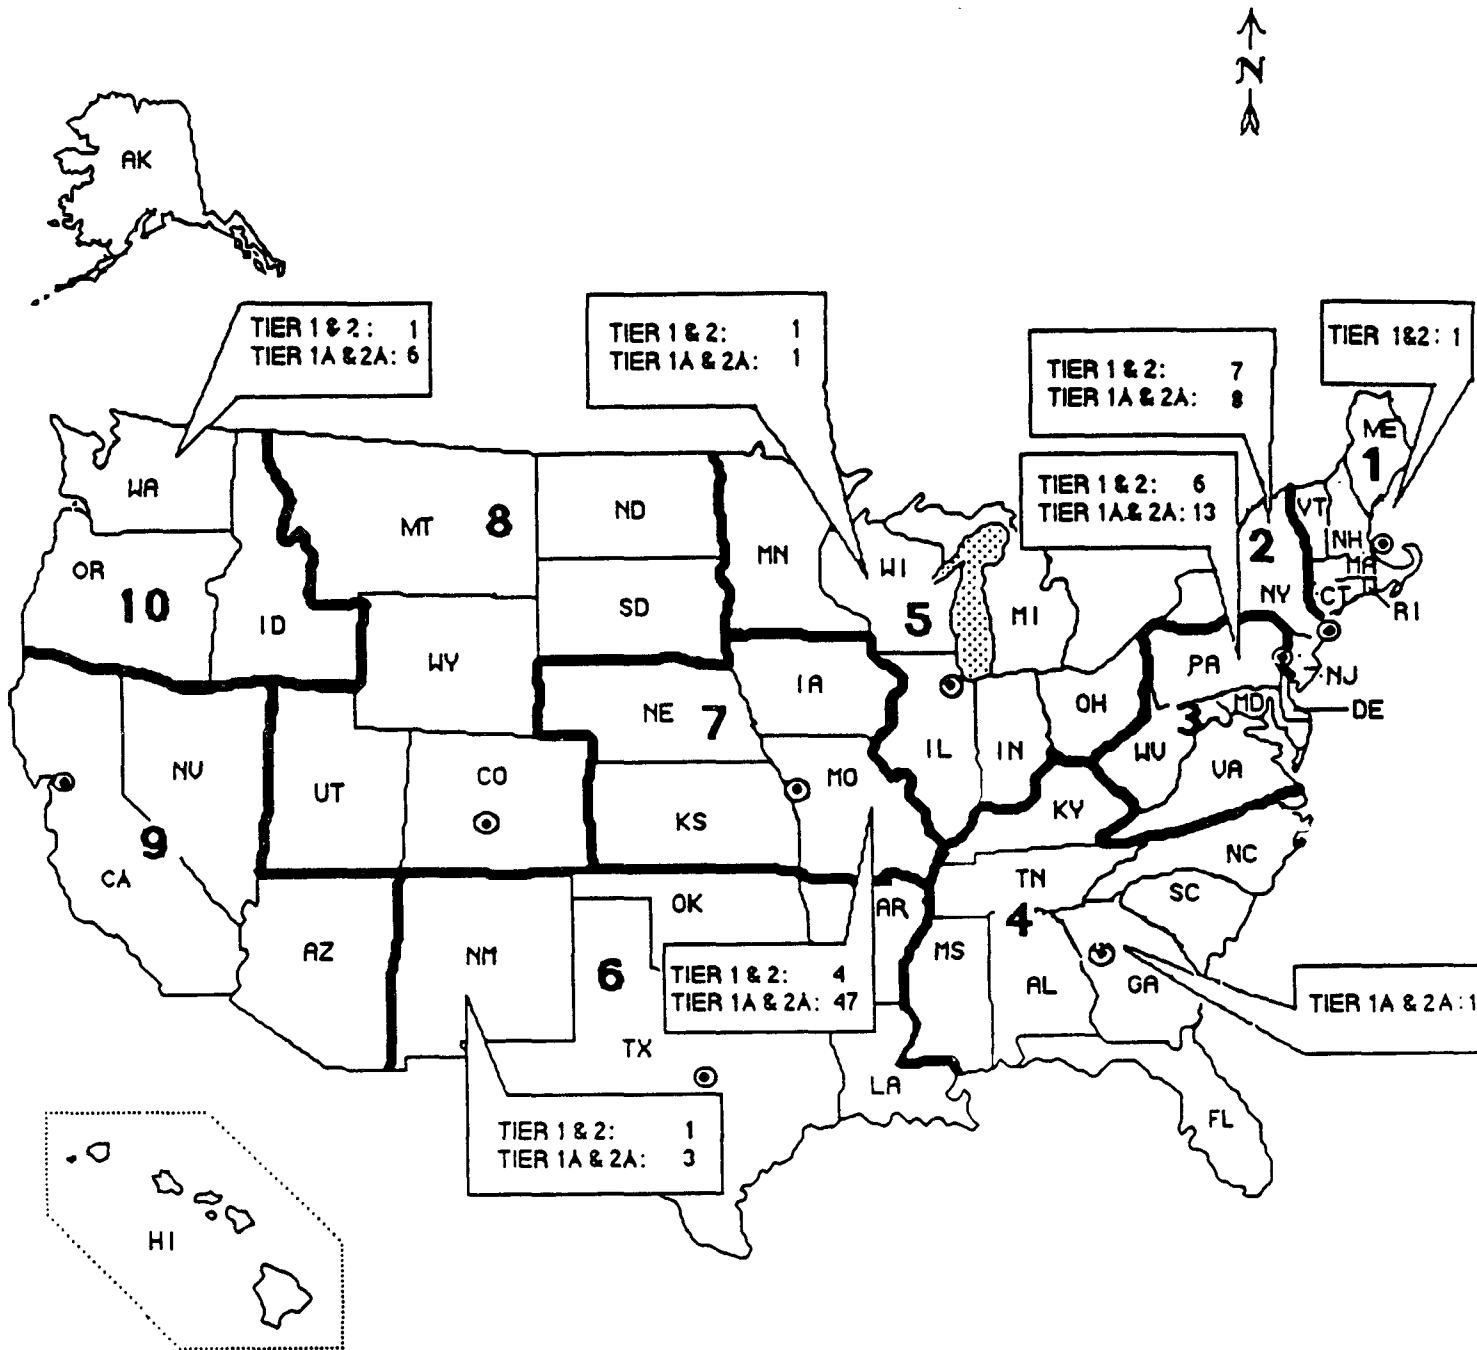 N
AK
TIER 1 & 2: 1
TIER 1A & 2A: 6
TIER 1 & 2: 1
TIER 1A & 2A: 1
TIER 1 & 2: 7
TIER 1A & 2A: 8
TIER 1&2: 1
TIER 1 & 2: 6
TIER 1A & 2A: 13
ME
1
WA
MT
8
ND
MN
WI
2
VT
NH
MA
OR
10
ID
SD
5
MI
NY
CT
RI
WY
IA
PA
NJ
NE
7
OH
MD
DE
3
NV
UT
CO
MO
IL
IN
WV
VA
KS
KY
9
CA
NC
TN
SC
OK
AR
4
AZ
NM
6
MS
AL
GA
TIER 1 & 2: 4
TIER 1A & 2A: 47
TIER 1A & 2A: 1
TX
LA
FL
TIER 1 & 2: 1
TIER 1A & 2A: 3
HI